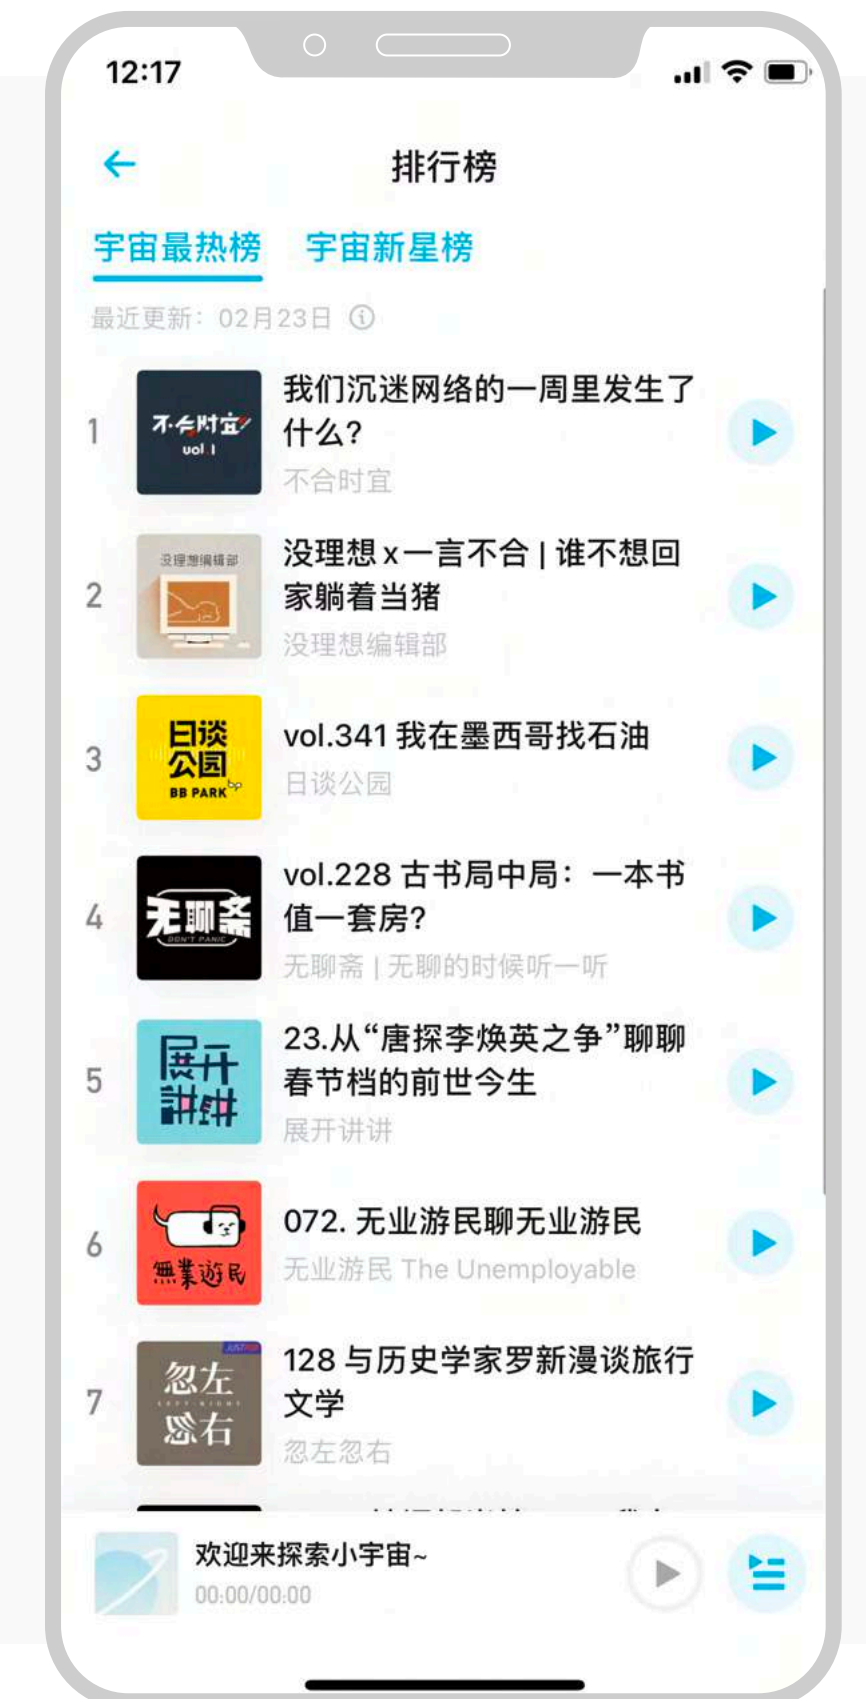 12:17
排行榜
宇宙最热榜 宇宙新星榜
最近更新：02月23日
1
不合时宜
vol.1
我们沉迷网络的一周里发生了
什么?
不合时宜
2
没理想编辑部
没理想 x 一言不合 | 谁不想回
家躺着当猪
没理想编辑部
3
日谈
公园
BB PARK
vol.341 我在墨西哥找石油
日谈公园
4
无聊斋
DON'T PANIC
vol.228 古书局中局：一本书
值一套房?
无聊斋 | 无聊的时候听一听
5
展开
講講
23.从“唐探李焕英之争”聊聊
春节档的前世今生
展开讲讲
6
無業遊民
072. 无业游民聊无业游民
无业游民 The Unemployable
7
忽左
LEFT-RIGHT
忽右
128 与历史学家罗新漫谈旅行
文学
忽左忽右
欢迎来探索小宇宙~
00:00/00:00